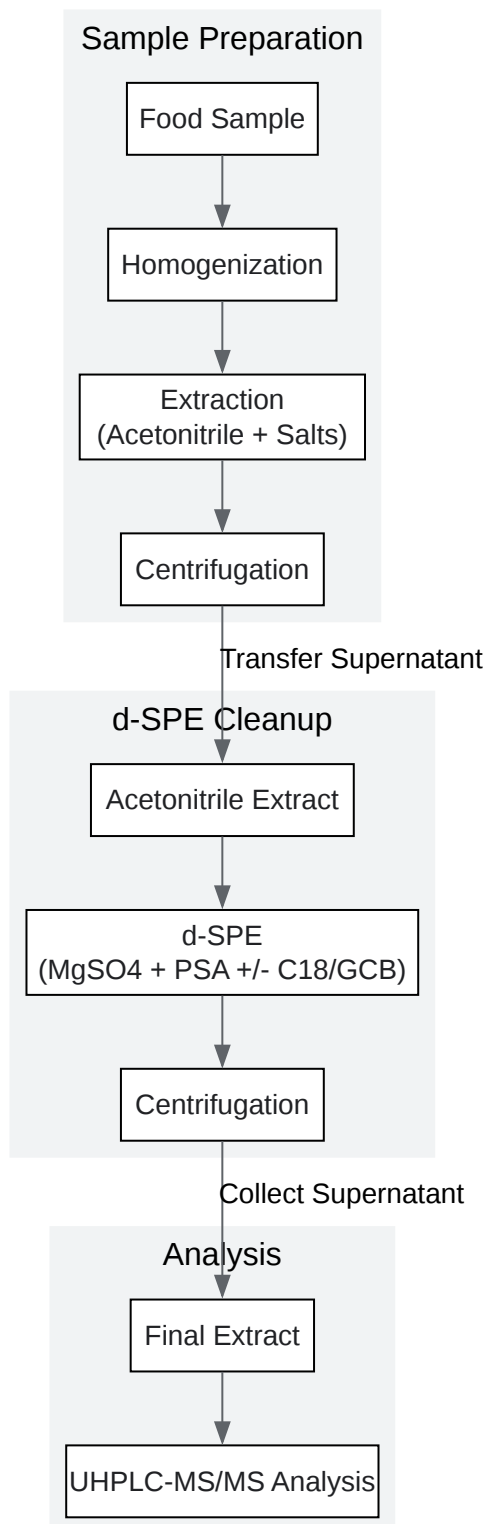 Sample Preparation
Food Sample
Homogenization
Extraction
(Acetonitrile + Salts)
Centrifugation
Transfer Supernatant
d-SPE Cleanup
Acetonitrile Extract
d-SPE
(MgSO4 + PSA +/- C18/GCB)
Centrifugation
Collect Supernatant
Analysis
Final Extract
UHPLC-MS/MS Analysis